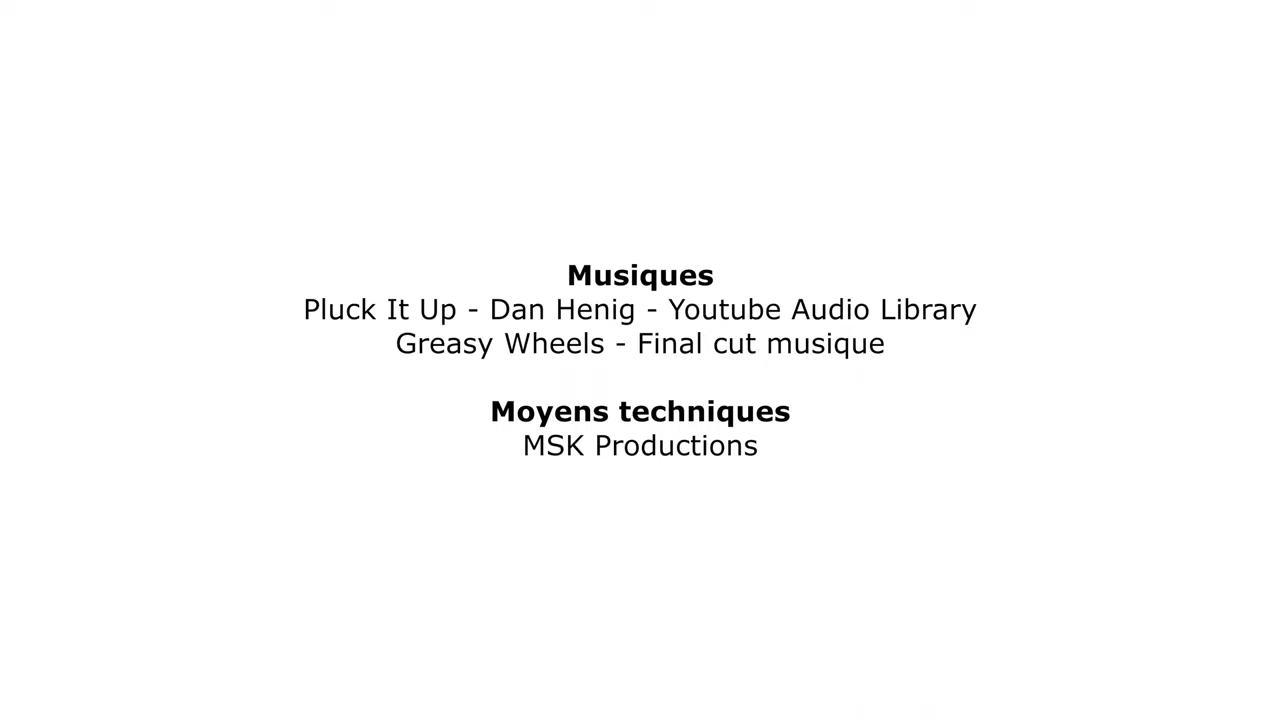 Musiques
Pluck It Up - Dan Henig - Youtube Audio Library
Greasy Wheels - Final cut musique
Moyens techniques
MSK Productions